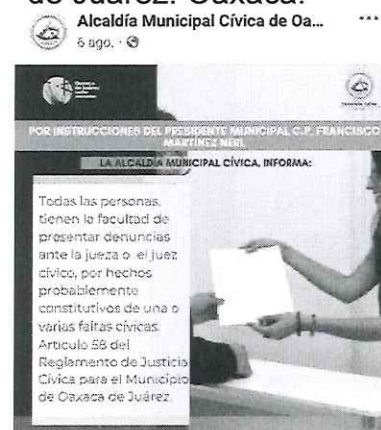 de Juárez. Oaxaca.
Alcaldía Municipal Cívica de Oa...
6 ago.
POR INSTRUCCIONES DEL PRESIDENTE MUNICIPAL C.P. FRANCISCO
MARTÍNEZ NERI,
LA ALCALDÍA MUNICIPAL CÍVICA, INFORMA:
Todas las personas,
tienen la facultad de
presentar denuncias
ante la jueza o el juez
cívico, por hechos
probablemente
constitutivos de una o
varias faltas cívicas.
Articulo 58 del
Reglamento de Justicia
Cívica para el Municipio
de Oaxaca de Juárez.